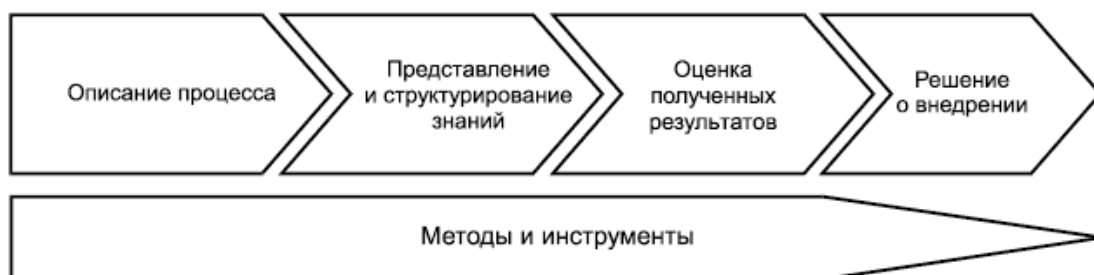 Описание процесса
Представление
и структурирование
знаний
Оценка
полученных
результатов
Решение
о внедрении
Методы и инструменты